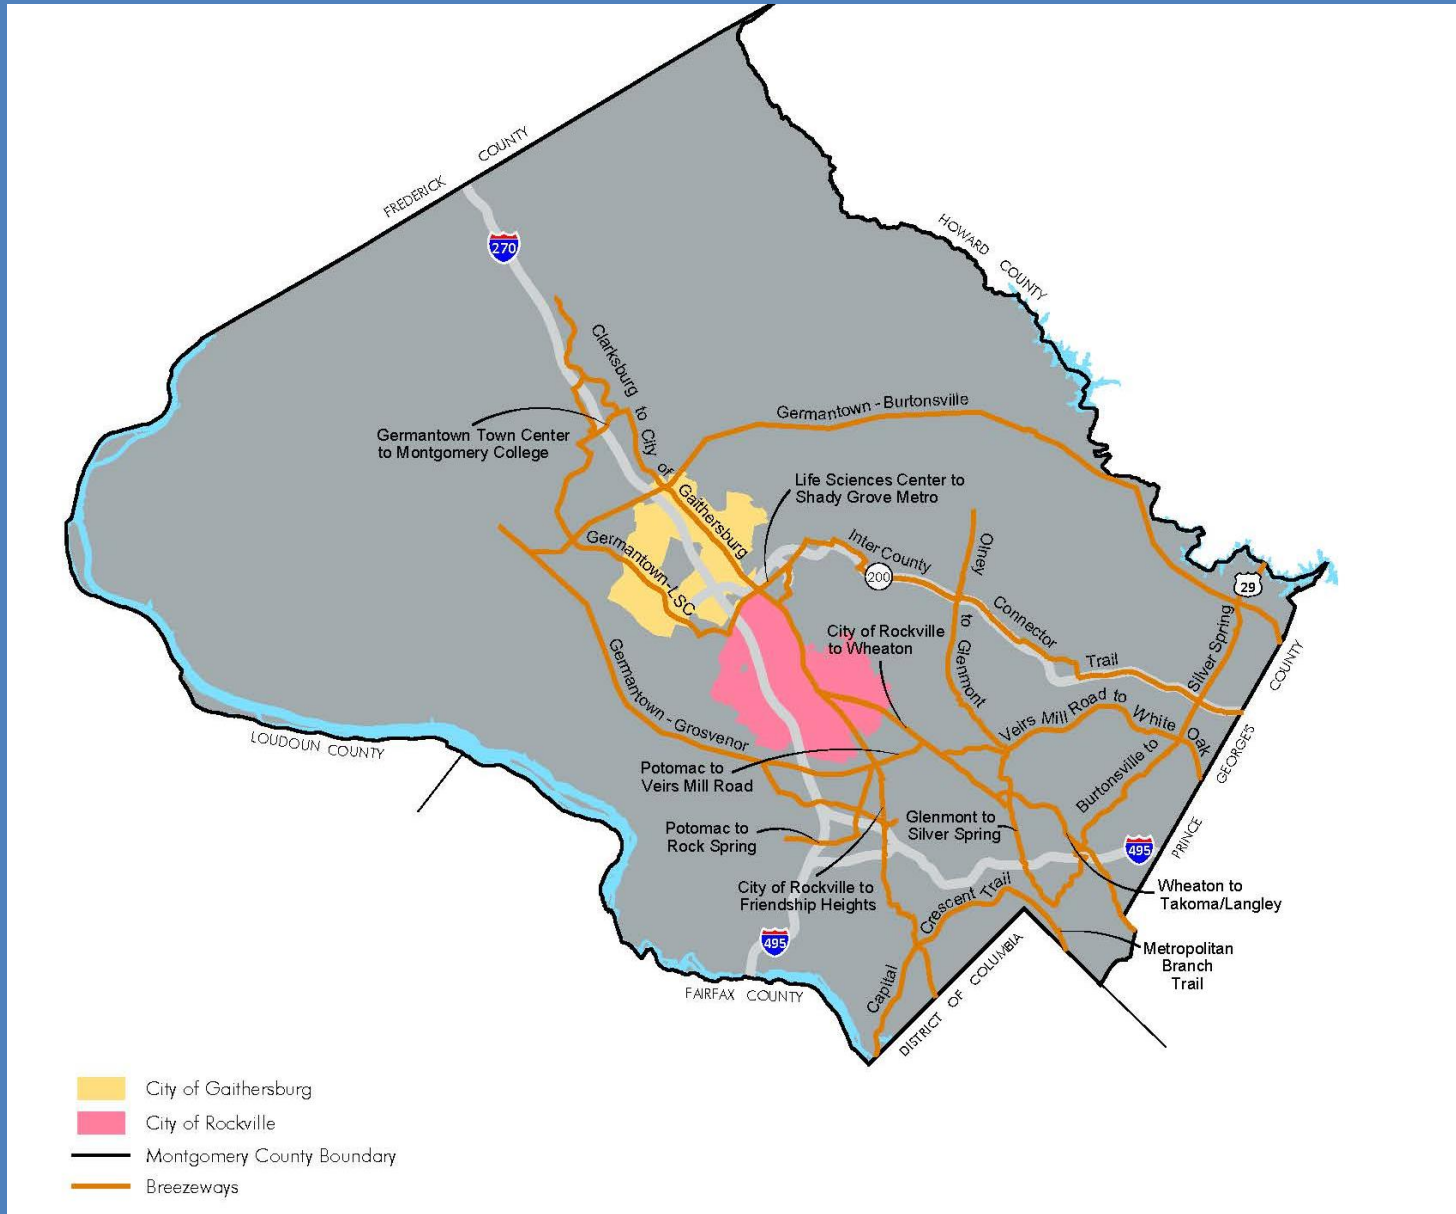 FREDERICK COUNTY
270
HOWARD COUNTY
Clarksburg to City of Gaithersburg
Germantown - Burtonsville
Germantown Town Center
to Montgomery College
Life Sciences Center to
Shady Grove Metro
InterCounty Connector Trail
200
Olney to Glenmont
29
Germantown-LSC
City of Rockville
to Wheaton
Burtonsville to Silver Spring
COUNTY
Germantown - Grosvenor
Veirs Mill Road to White Oak
LOUDOUN COUNTY
PRINCE GEORGES
Potomac to
Veirs Mill Road
Potomac to
Rock Spring
Glenmont to
Silver Spring
495
City of Rockville to
Friendship Heights
Wheaton to
Takoma/Langley
Capital Crescent Trail
495
Metropolitan
Branch
Trail
FAIRFAX COUNTY
DISTRICT OF COLUMBIA
City of Gaithersburg
City of Rockville
Montgomery County Boundary
Breezeways